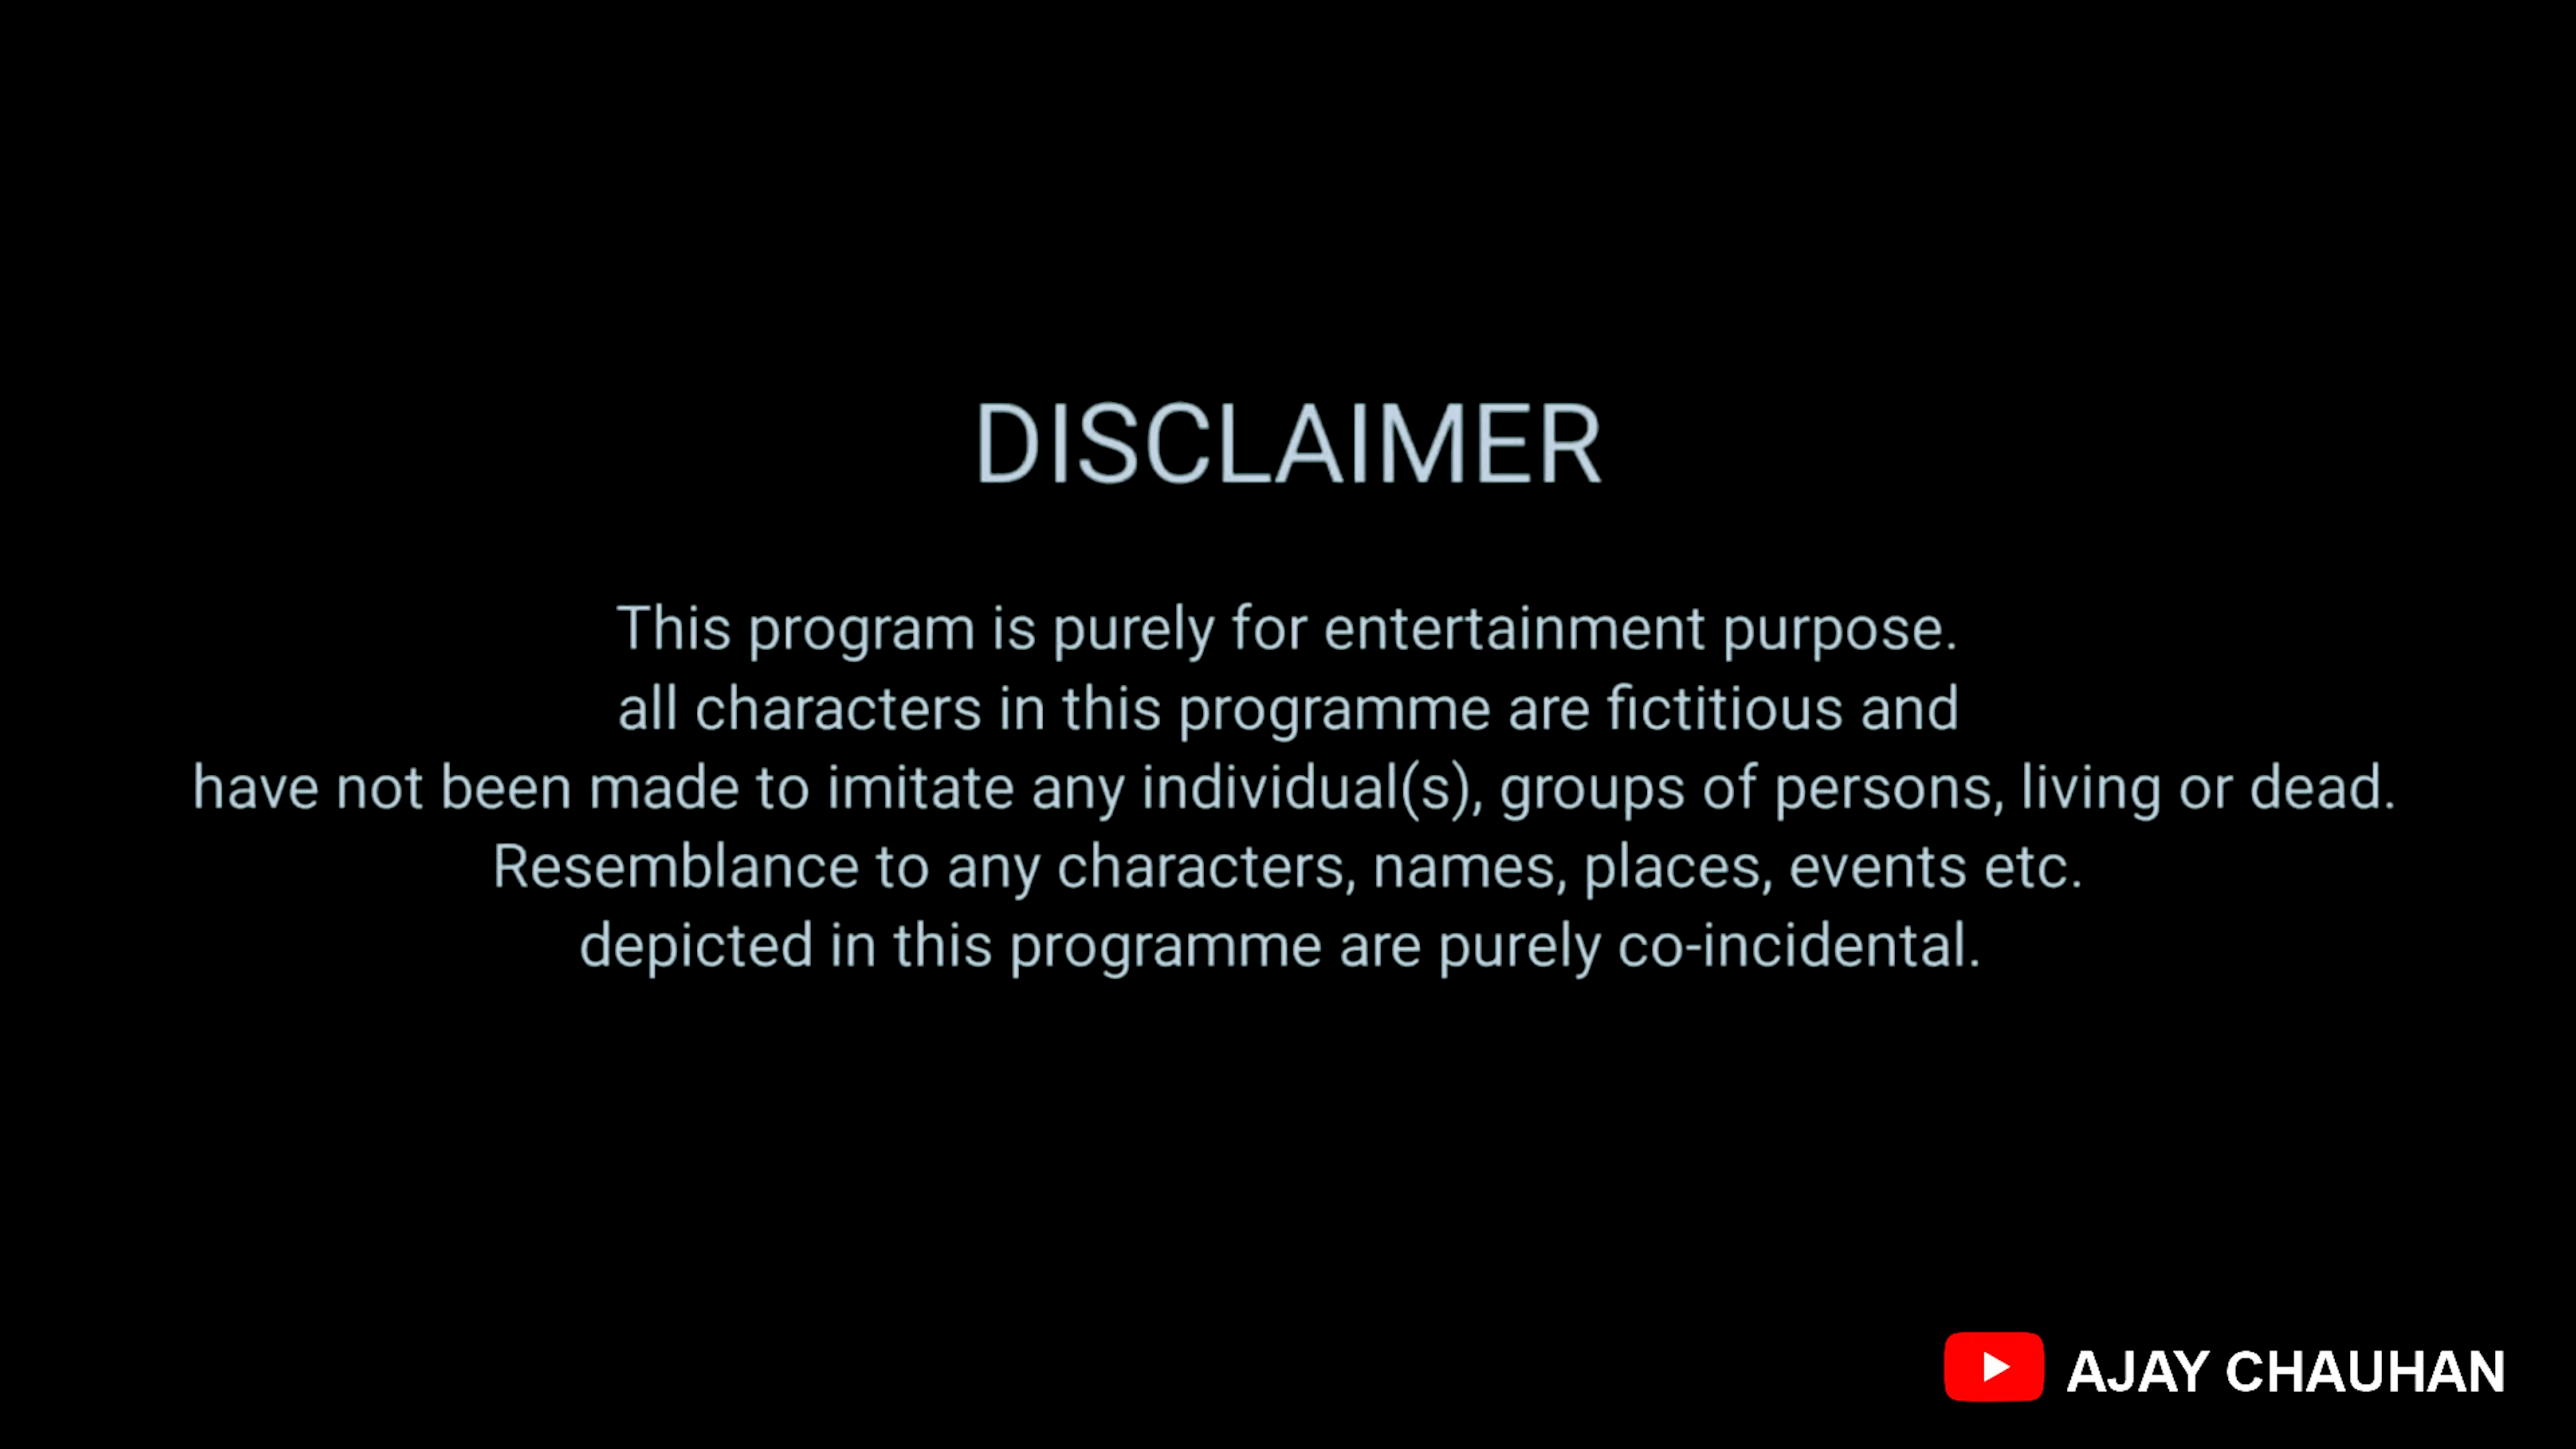 DISCLAIMER
This program is purely for entertainment purpose.
all characters in this programme are fictitious and
have not been made to imitate any individual(s), groups of persons, living or dead.
Resemblance to any characters, names, places, events etc.
depicted in this programme are purely co-incidental.
AJAY CHAUHAN